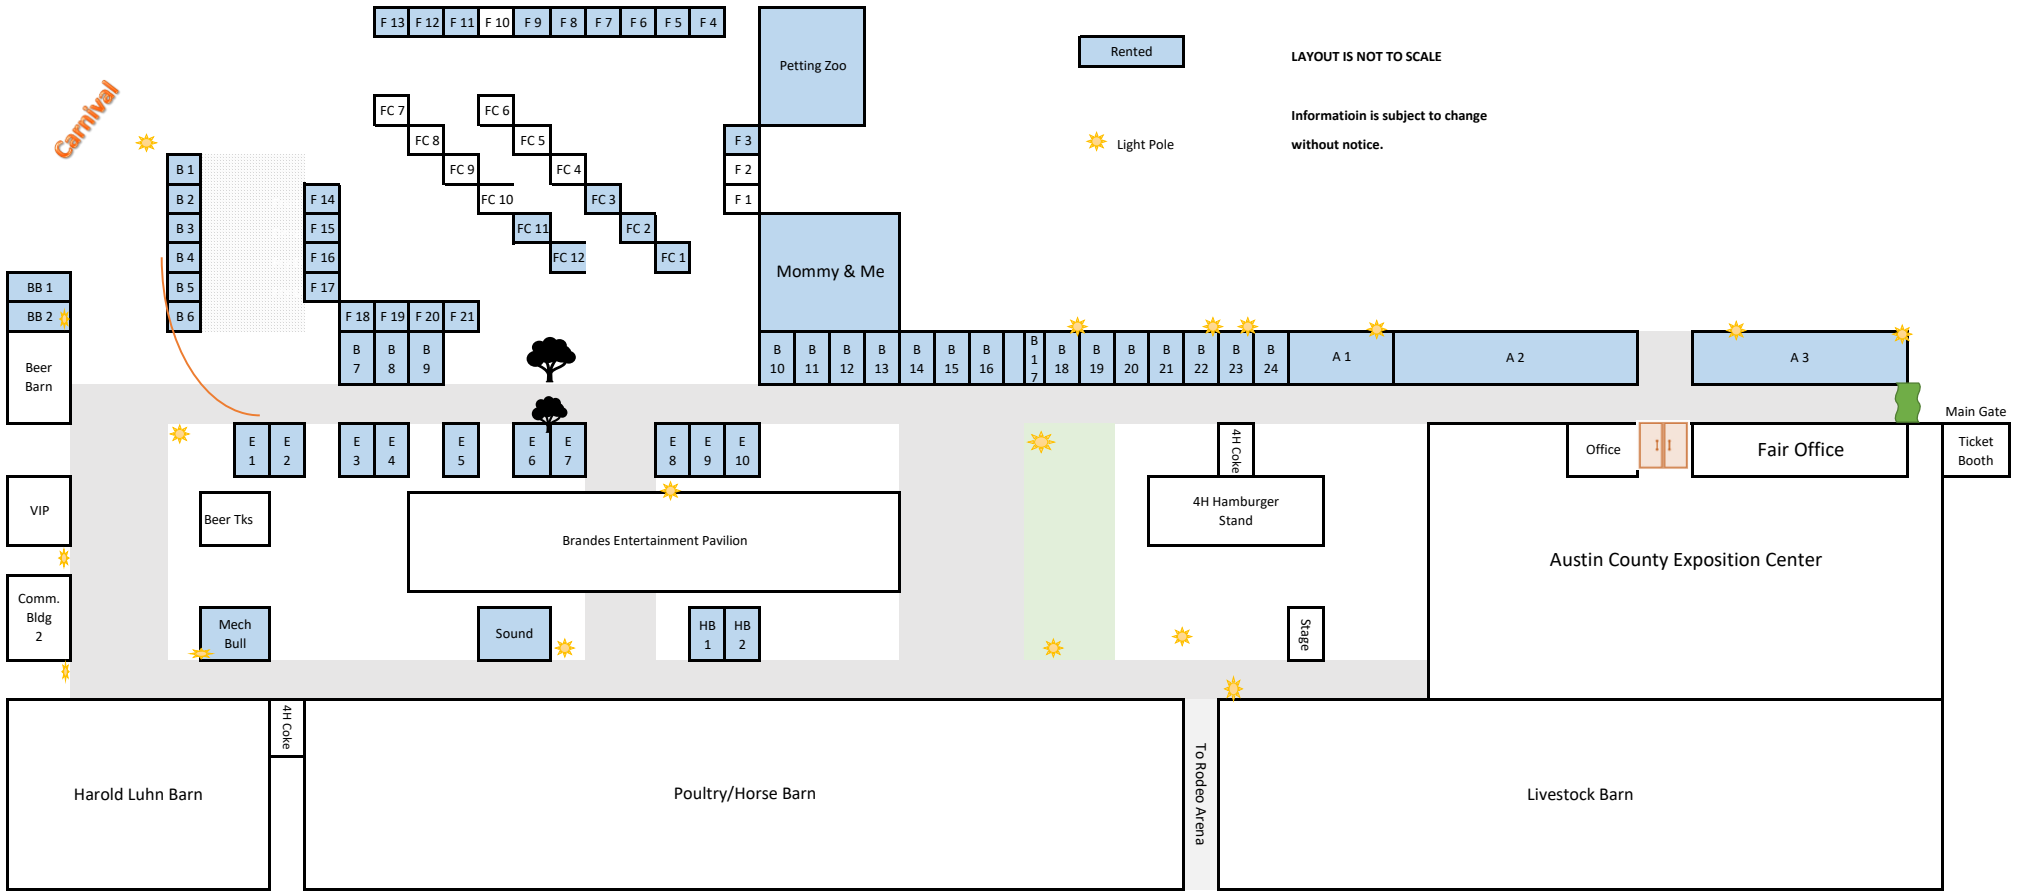 F 13 F 12 F 11 F 10 F 9 F 8 F 7 F 6 F 5 F 4
Petting Zoo
Rented
LAYOUT IS NOT TO SCALE
Informatioin is subject to change
without notice.
Light Pole
Carnival
FC 7 FC 6
FC 8 FC 5
FC 9 FC 4
FC 10 FC 3
FC 11 FC 2
FC 12 FC 1
F 3
F 2
F 1
B 1
B 2
B 3
B 4
B 5
B 6
F 14
F 15
F 16
F 17
F 18 F 19 F 20 F 21
Mommy & Me
BB 1
BB 2
Beer
Barn
B
7
B
8
B
9
B
10
B
11
B
12
B
13
B
14
B
15
B
16
B
1
7
B
18
B
19
B
20
B
21
B
22
B
23
B
24
A 1
A 2
A 3
Main Gate
E
1
E
2
E
3
E
4
E
5
E
6
E
7
E
8
E
9
E
10
4H Coke
Office
Fair Office
Ticket
Booth
VIP
Beer Tks
Brandes Entertainment Pavilion
4H Hamburger
Stand
Austin County Exposition Center
Comm.
Bldg
2
Mech
Bull
Sound
HB
1
HB
2
Stage
4H Coke
Harold Luhn Barn
Poultry/Horse Barn
To Rodeo Arena
Livestock Barn